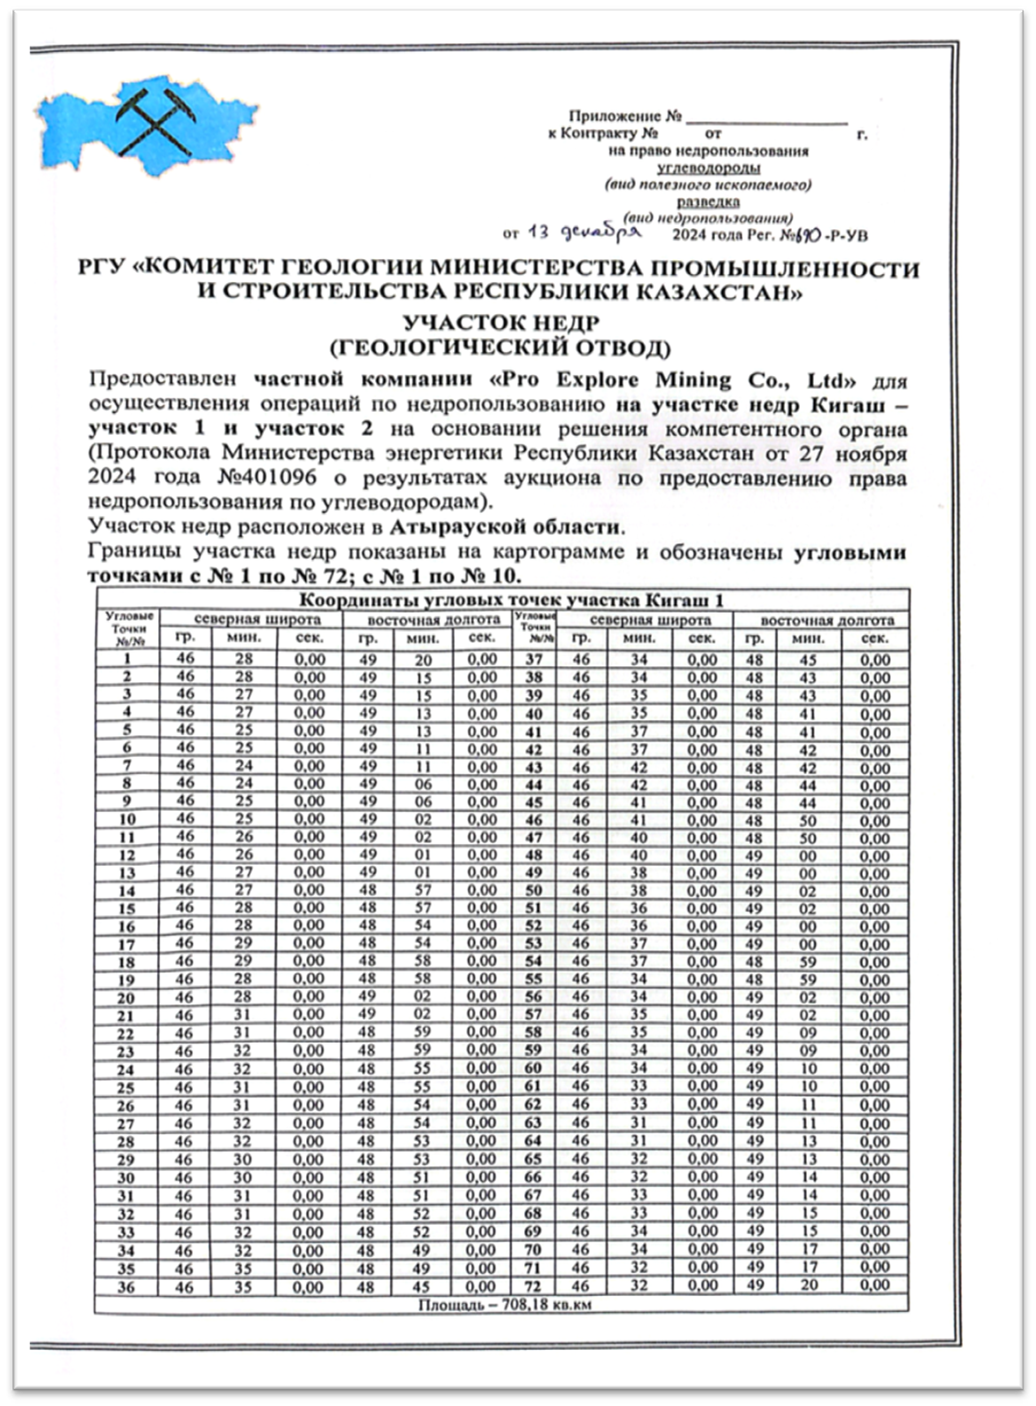 Приложение № ____________________
к Контракту № от г.
на право недропользования
углеводороды
(вид полезного ископаемого)
разведка
(вид недропользования)
от 13 декабря 2024 года Рег. №690-Р-УВ
РГУ «КОМИТЕТ ГЕОЛОГИИ МИНИСТЕРСТВА ПРОМЫШЛЕННОСТИ
И СТРОИТЕЛЬСТВА РЕСПУБЛИКИ КАЗАХСТАН»
УЧАСТОК НЕДР
(ГЕОЛОГИЧЕСКИЙ ОТВОД)
Предоставлен частной компании «Pro Explore Mining Co., Ltd» для
осуществления операций по недропользованию на участке недр Кигаш –
участок 1 и участок 2 на основании решения компетентного органа
(Протокола Министерства энергетики Республики Казахстан от 27 ноября
2024 года №401096 о результатах аукциона по предоставлению права
недропользования по углеводородам).
Участок недр расположен в Атырауской области.
Границы участка недр показаны на картограмме и обозначены угловыми
точками с № 1 по № 72; с № 1 по № 10.
Координаты угловых точек участка Кигаш 1
Угловые Точки №/№ северная широта восточная долгота Угловые Точки №/№ северная широта восточная долгота
гр. мин. сек. гр. мин. сек. гр. мин. сек. гр. мин. сек.
1 46 28 0,00 49 20 0,00 37 46 34 0,00 48 45 0,00
2 46 28 0,00 49 15 0,00 38 46 34 0,00 48 43 0,00
3 46 27 0,00 49 15 0,00 39 46 35 0,00 48 43 0,00
4 46 27 0,00 49 13 0,00 40 46 35 0,00 48 41 0,00
5 46 25 0,00 49 13 0,00 41 46 37 0,00 48 41 0,00
6 46 25 0,00 49 11 0,00 42 46 37 0,00 48 42 0,00
7 46 24 0,00 49 11 0,00 43 46 42 0,00 48 42 0,00
8 46 24 0,00 49 06 0,00 44 46 42 0,00 48 44 0,00
9 46 25 0,00 49 06 0,00 45 46 41 0,00 48 44 0,00
10 46 25 0,00 49 02 0,00 46 46 41 0,00 48 50 0,00
11 46 26 0,00 49 02 0,00 47 46 40 0,00 48 50 0,00
12 46 26 0,00 49 01 0,00 48 46 40 0,00 49 00 0,00
13 46 27 0,00 49 01 0,00 49 46 38 0,00 49 00 0,00
14 46 27 0,00 48 57 0,00 50 46 38 0,00 49 02 0,00
15 46 28 0,00 48 57 0,00 51 46 36 0,00 49 02 0,00
16 46 28 0,00 48 54 0,00 52 46 36 0,00 49 00 0,00
17 46 29 0,00 48 54 0,00 53 46 37 0,00 49 00 0,00
18 46 29 0,00 48 58 0,00 54 46 37 0,00 48 59 0,00
19 46 28 0,00 48 58 0,00 55 46 34 0,00 48 59 0,00
20 46 28 0,00 49 02 0,00 56 46 34 0,00 49 02 0,00
21 46 31 0,00 49 02 0,00 57 46 35 0,00 49 02 0,00
22 46 31 0,00 48 59 0,00 58 46 35 0,00 49 09 0,00
23 46 32 0,00 48 59 0,00 59 46 34 0,00 49 09 0,00
24 46 32 0,00 48 55 0,00 60 46 34 0,00 49 10 0,00
25 46 31 0,00 48 55 0,00 61 46 33 0,00 49 10 0,00
26 46 31 0,00 48 54 0,00 62 46 33 0,00 49 11 0,00
27 46 32 0,00 48 54 0,00 63 46 31 0,00 49 11 0,00
28 46 32 0,00 48 53 0,00 64 46 31 0,00 49 13 0,00
29 46 30 0,00 48 53 0,00 65 46 32 0,00 49 13 0,00
30 46 30 0,00 48 51 0,00 66 46 32 0,00 49 14 0,00
31 46 31 0,00 48 51 0,00 67 46 33 0,00 49 14 0,00
32 46 31 0,00 48 52 0,00 68 46 33 0,00 49 15 0,00
33 46 32 0,00 48 52 0,00 69 46 34 0,00 49 15 0,00
34 46 32 0,00 48 49 0,00 70 46 34 0,00 49 17 0,00
35 46 35 0,00 48 49 0,00 71 46 32 0,00 49 17 0,00
36 46 35 0,00 48 45 0,00 72 46 32 0,00 49 20 0,00
Площадь – 708,18 кв.км